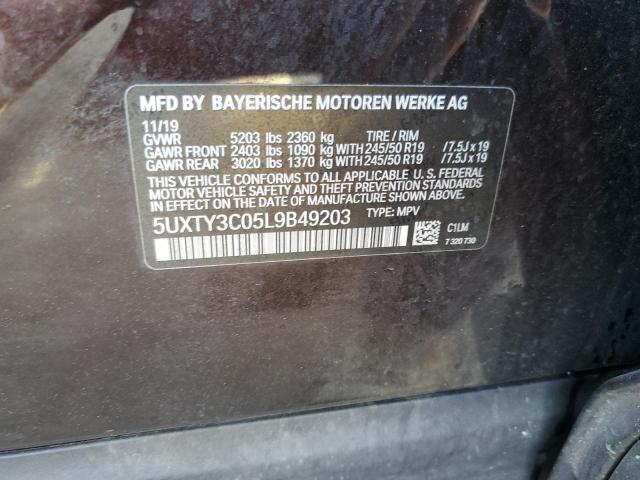 MFD BY BAYERISCHE MOTOREN WERKE AG
11/19
GVWR 5203 lbs 2360 kg TIRE / RIM
GAWR FRONT 2403 lbs 1090 kg WITH 245/50 R19 / 7.5J x 19
GAWR REAR 3020 lbs 1370 kg WITH 245/50 R19 / 7.5J x 19
THIS VEHICLE CONFORMS TO ALL APPLICABLE U. S. FEDERAL
MOTOR VEHICLE SAFETY AND THEFT PREVENTION STANDARDS
IN EFFECT ON THE DATE OF MANUFACTURE SHOWN ABOVE.
5UXTY3C05L9B49203 TYPE: MPV
C1LM
7 320 730